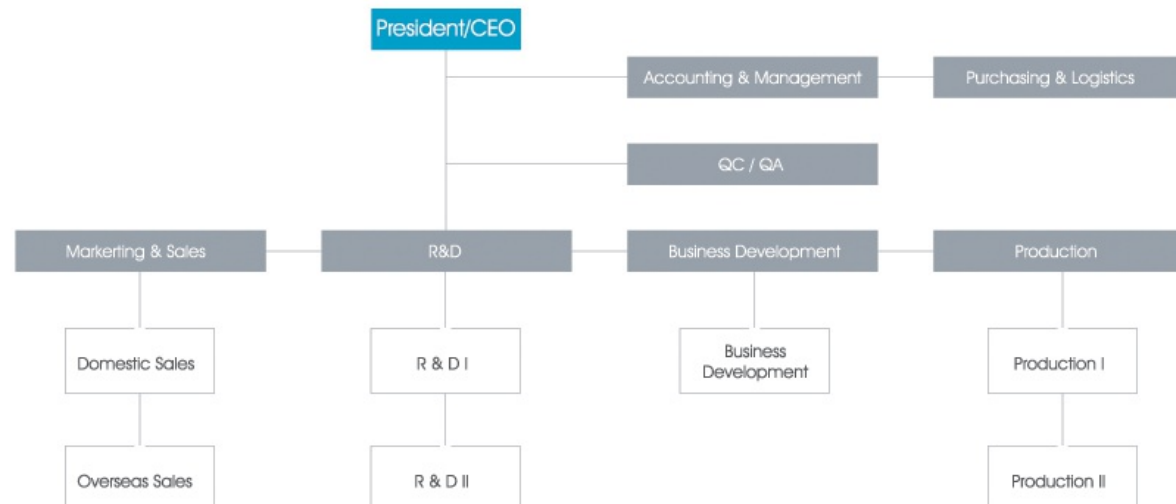 President/CEO
Accounting & Management
Purchasing & Logistics
QC / QA
Markerting & Sales
R&D
Business Development
Production
Domestic Sales
R & D I
Business
Development
Production I
Overseas Sales
R & D II
Production II